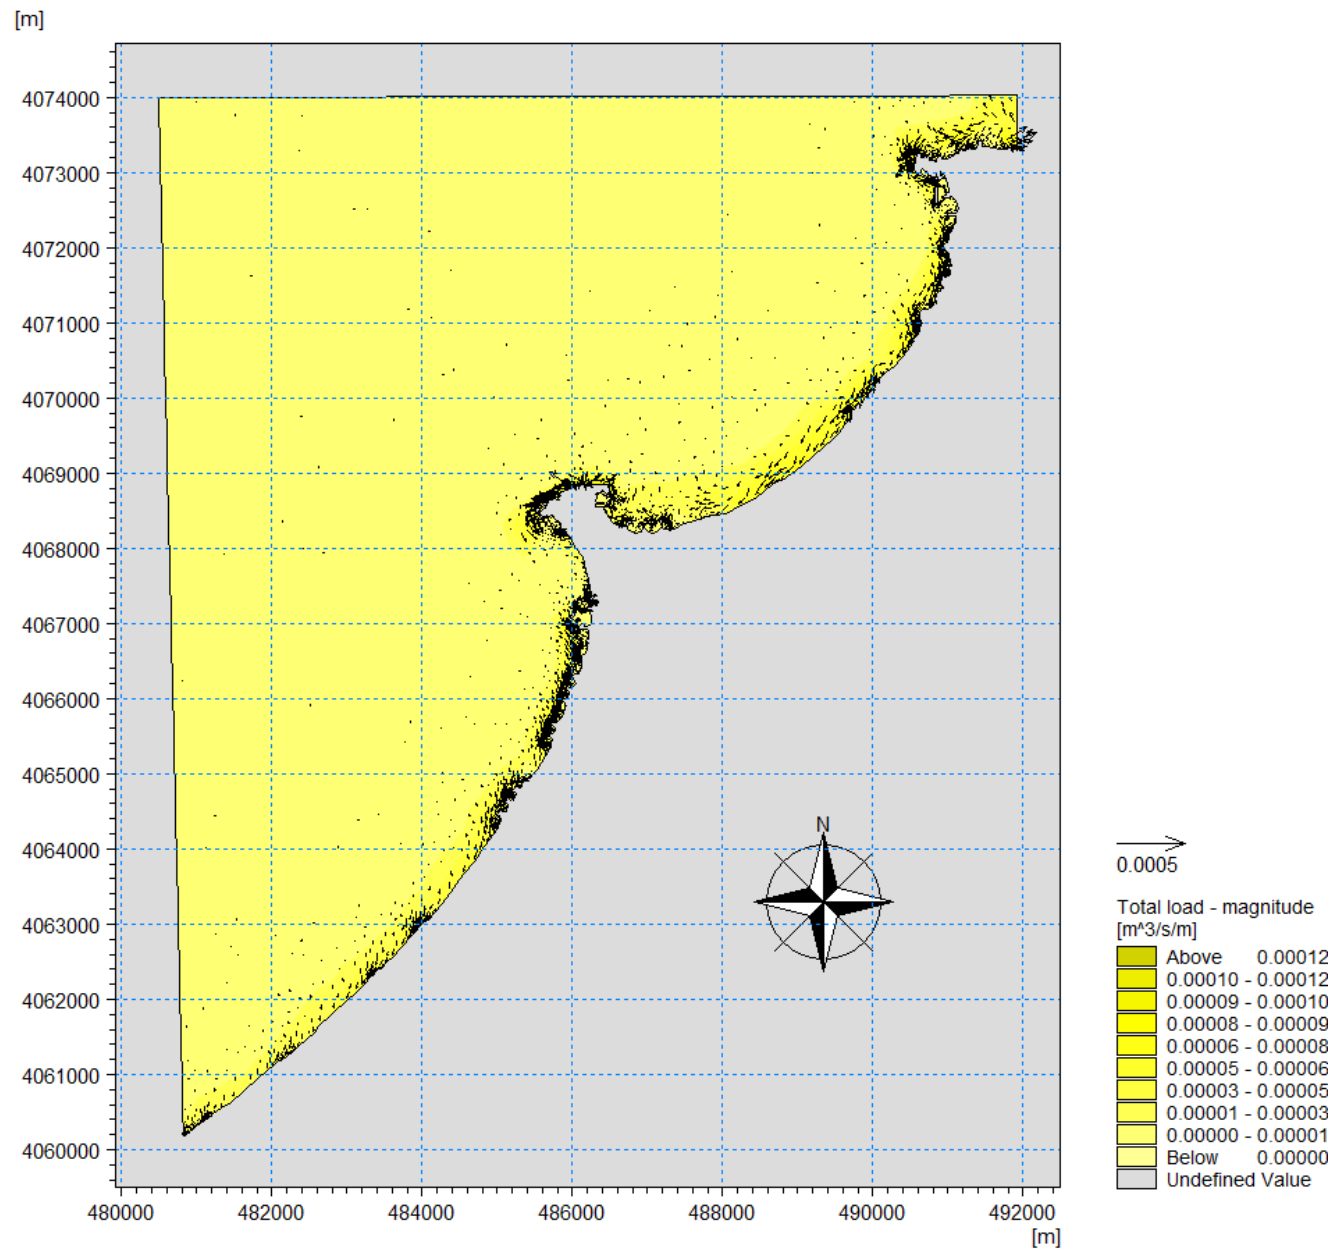 [m]
4074000
4073000
4072000
4071000
4070000
4069000
4068000
4067000
4066000
4065000
4064000
4063000
4062000
4061000
4060000
480000 482000 484000 486000 488000 490000 492000
[m]
N
0.0005
Total load - magnitude
[m^3/s/m]
Above 0.00012
0.00010 - 0.00012
0.00009 - 0.00010
0.00008 - 0.00009
0.00006 - 0.00008
0.00005 - 0.00006
0.00003 - 0.00005
0.00001 - 0.00003
0.00000 - 0.00001
Below 0.00000
Undefined Value